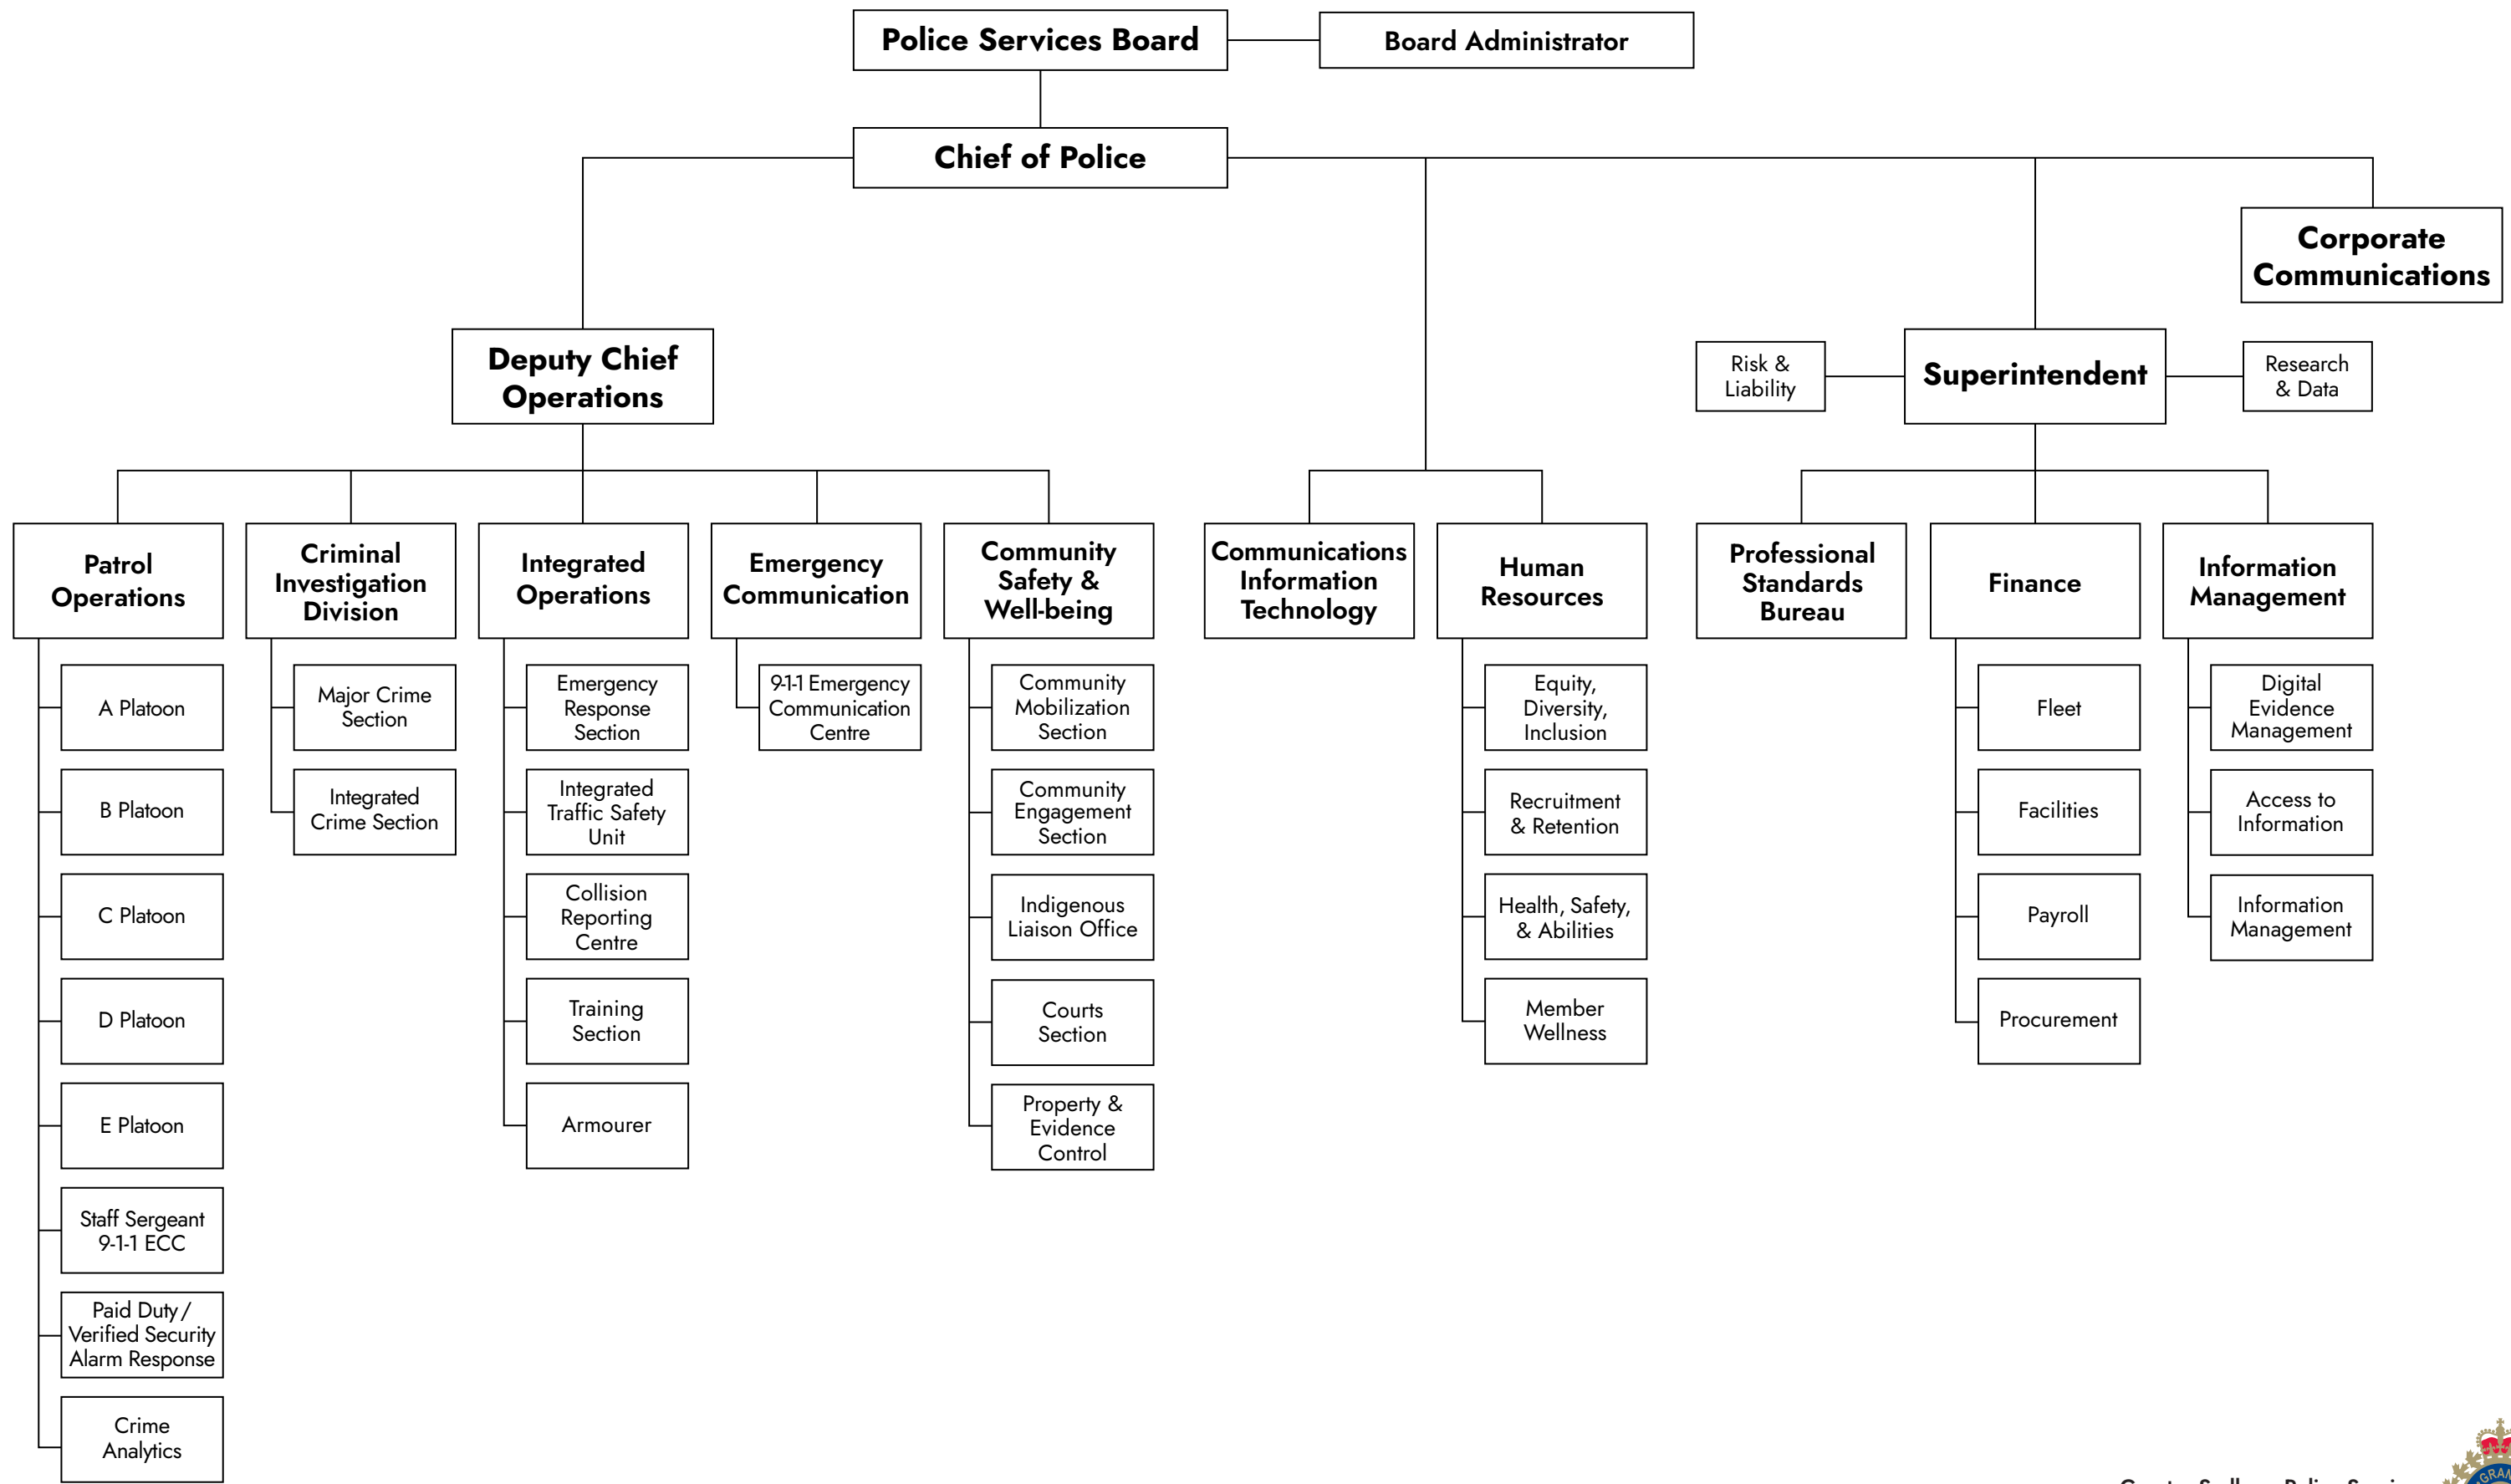 Police Services Board
Board Administrator
Chief of Police
Corporate
Communications
Deputy Chief
Operations
Risk &
Liability
Superintendent
Research
& Data
Patrol
Operations
Criminal
Investigation
Division
Integrated
Operations
Emergency
Communication
Community
Safety &
Well-being
Communications
Information
Technology
Human
Resources
Professional
Standards
Bureau
Finance
Information
Management
A Platoon
B Platoon
C Platoon
D Platoon
E Platoon
Staff Sergeant
9-1-1 ECC
Paid Duty /
Verified Security
Alarm Response
Crime
Analytics
Major Crime
Section
Integrated
Crime Section
Emergency
Response
Section
Integrated
Traffic Safety
Unit
Collision
Reporting
Centre
Training
Section
Armourer
9-1-1 Emergency
Communication
Centre
Community
Mobilization
Section
Community
Engagement
Section
Indigenous
Liaison Office
Courts
Section
Property &
Evidence
Control
Equity,
Diversity,
Inclusion
Recruitment
& Retention
Health, Safety,
& Abilities
Member
Wellness
Fleet
Facilities
Payroll
Procurement
Digital
Evidence
Management
Access to
Information
Information
Management